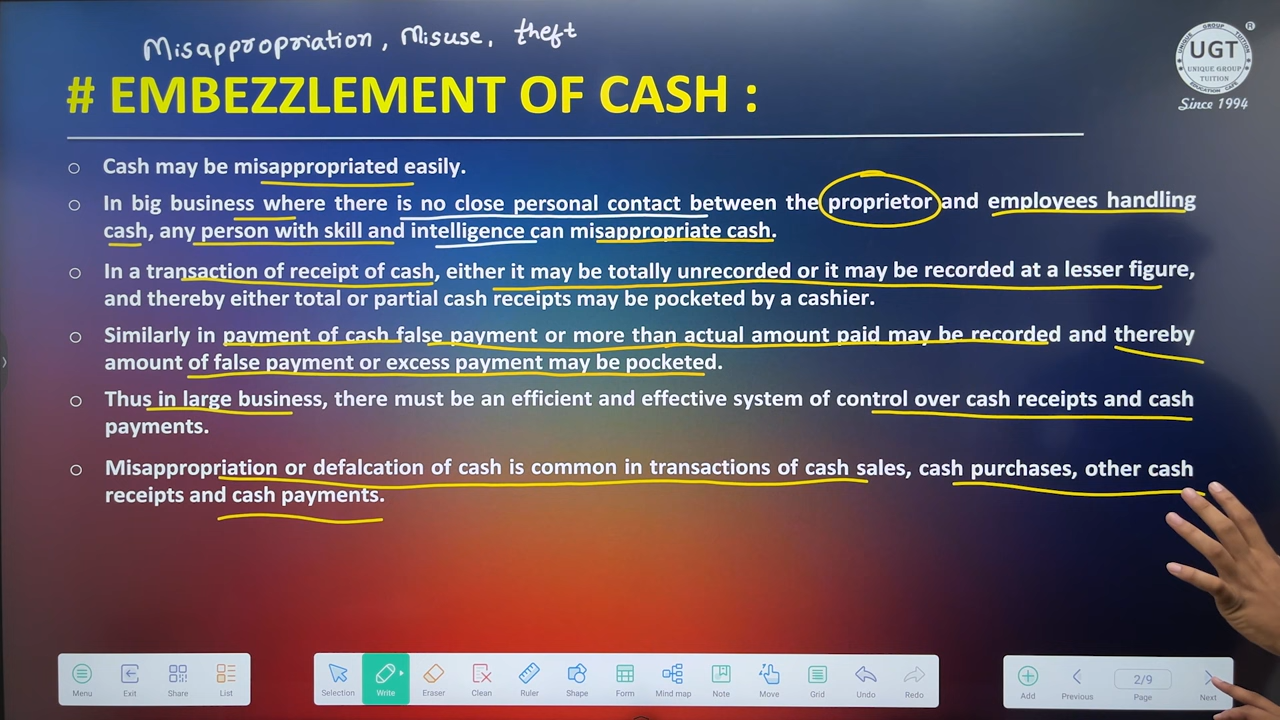 Misappropriation, Misuse, theft
# EMBEZZLEMENT OF CASH :
UNIQUE GROUP TUITION
UGT
UNIQUE GROUP
TUITION
EDUCATION CAFE
®
Since 1994
○ Cash may be misappropriated easily.
○ In big business where there is no close personal contact between the proprietor and employees handling
cash, any person with skill and intelligence can misappropriate cash.
○ In a transaction of receipt of cash, either it may be totally unrecorded or it may be recorded at a lesser figure,
and thereby either total or partial cash receipts may be pocketed by a cashier.
○ Similarly in payment of cash false payment or more than actual amount paid may be recorded and thereby
amount of false payment or excess payment may be pocketed.
○ Thus in large business, there must be an efficient and effective system of control over cash receipts and cash
payments.
○ Misappropriation or defalcation of cash is common in transactions of cash sales, cash purchases, other cash
receipts and cash payments.
Menu Exit Share List Selection Write Eraser Clean Ruler Shape Form Mind map Note Move Grid Undo Redo Add Previous 2/9 Page Next